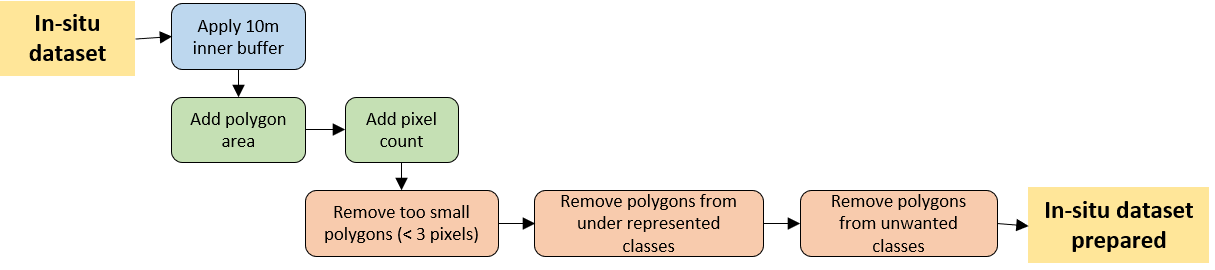 In-situ
dataset
Apply 10m
inner buffer
Add polygon
area
Add pixel
count
Remove too small
polygons (< 3 pixels)
Remove polygons from
under represented
classes
Remove polygons
from unwanted
classes
In-situ dataset
prepared